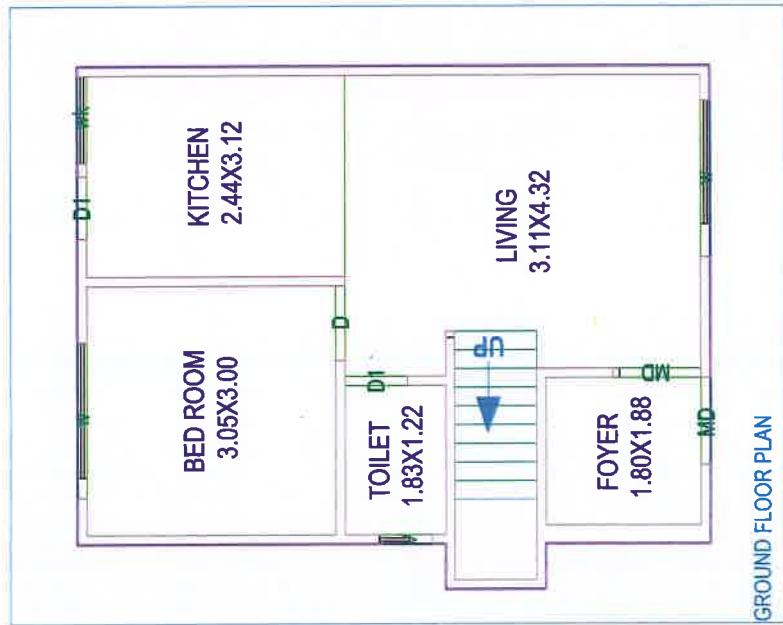 wk
D1
KITCHEN
2.44X3.12
W
BED ROOM
3.05X3.00
D
LIVING
3.11X4.32
W
D1
TOILET
1.83X1.22
UP
MD
FOYER
1.80X1.88
MD
GROUND FLOOR PLAN